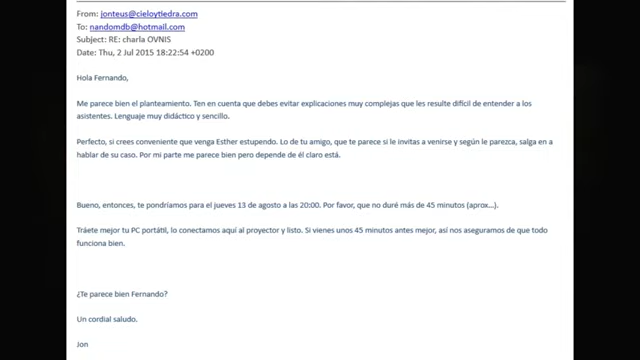 From: jonteus@cieloytiedra.com
To: nandomdb@hotmail.com
Subject: RE: charla OVNIS
Date: Thu, 2 Jul 2015 18:22:54 +0200
Hola Fernando,
Me parece bien el planteamiento. Ten en cuenta que debes evitar explicaciones muy complejas que les resulte difícil de entender a los
asistentes. Lenguaje muy didáctico y sencillo.
Perfecto, si crees conveniente que venga Esther estupendo. Lo de tu amigo, que te parece si le invitas a venirse y según le parezca, salga en a
hablar de su caso. Por mi parte me parece bien pero depende de él claro está.
Bueno, entonces, te pondríamos para el jueves 13 de agosto a las 20:00. Por favor, que no duré más de 45 minutos (aprox...).
Tráete mejor tu PC portátil, lo conectamos aquí al proyector y listo. Si vienes unos 45 minutos antes mejor, así nos aseguramos de que todo
funciona bien.
¿Te parece bien Fernando?
Un cordial saludo.
Jon